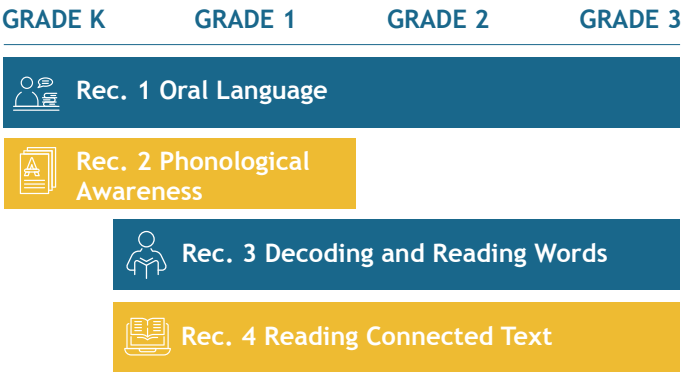 GRADE K GRADE 1 GRADE 2 GRADE 3
Rec. 1 Oral Language
Rec. 2 Phonological
Awareness
Rec. 3 Decoding and Reading Words
Rec. 4 Reading Connected Text